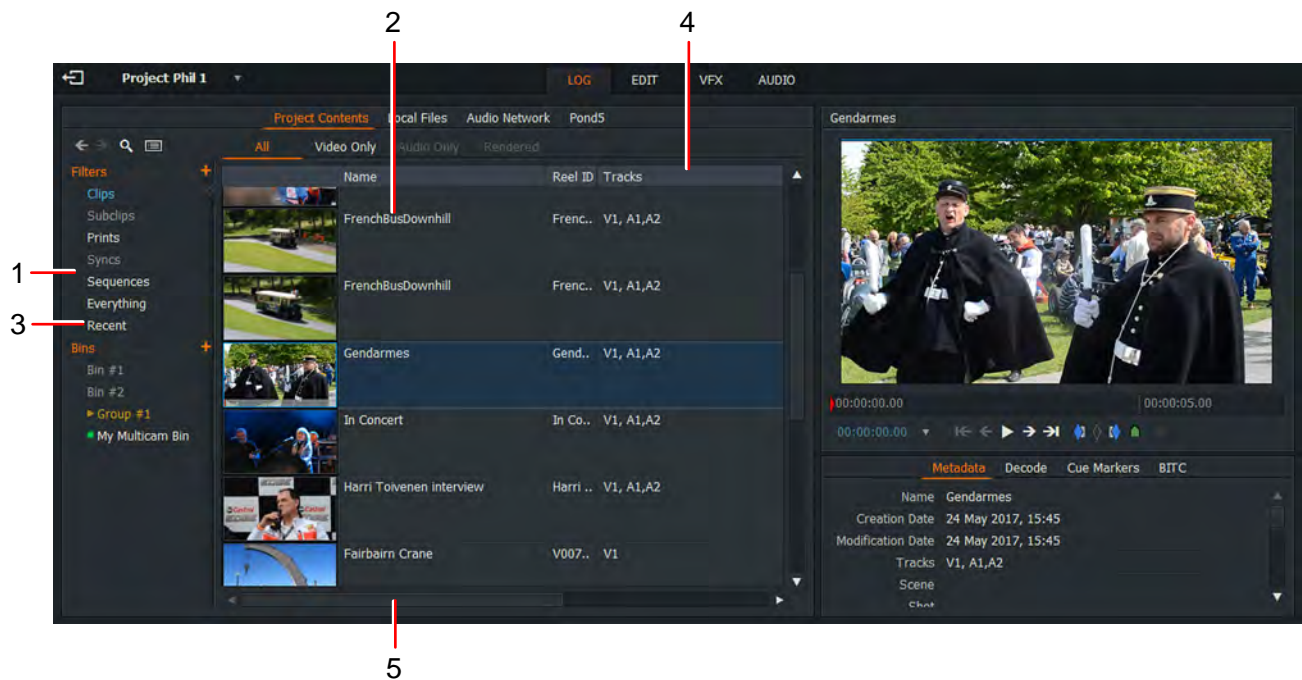 2
4
Project Phil 1
LOG
EDIT
VFX
AUDIO
Project Contents
Local Files
Audio Network
Pond5
Gendarmes
All
Video Only
Audio Only
Rendered
Filters
+
Name
Reel ID
Tracks
Clips
Subclips
Prints
Syncs
1
Sequences
Everything
3
Recent
Bins
+
Bin #1
Bin #2
Group #1
My Multicam Bin
FrenchBusDownhill
Frenc..
V1, A1,A2
FrenchBusDownhill
Frenc..
V1, A1,A2
Gendarmes
Gend..
V1, A1,A2
In Concert
In Co..
V1, A1,A2
Harri Toivenen interview
Harri ..
V1, A1,A2
Castrol
Castrol
Fairbairn Crane
V007..
V1
00:00:00.00
00:00:05.00
00:00:00.00
Metadata
Decode
Cue Markers
BITC
Name
Gendarmes
Creation Date
24 May 2017, 15:45
Modification Date
24 May 2017, 15:45
Tracks
V1, A1,A2
Scene
Shot
5